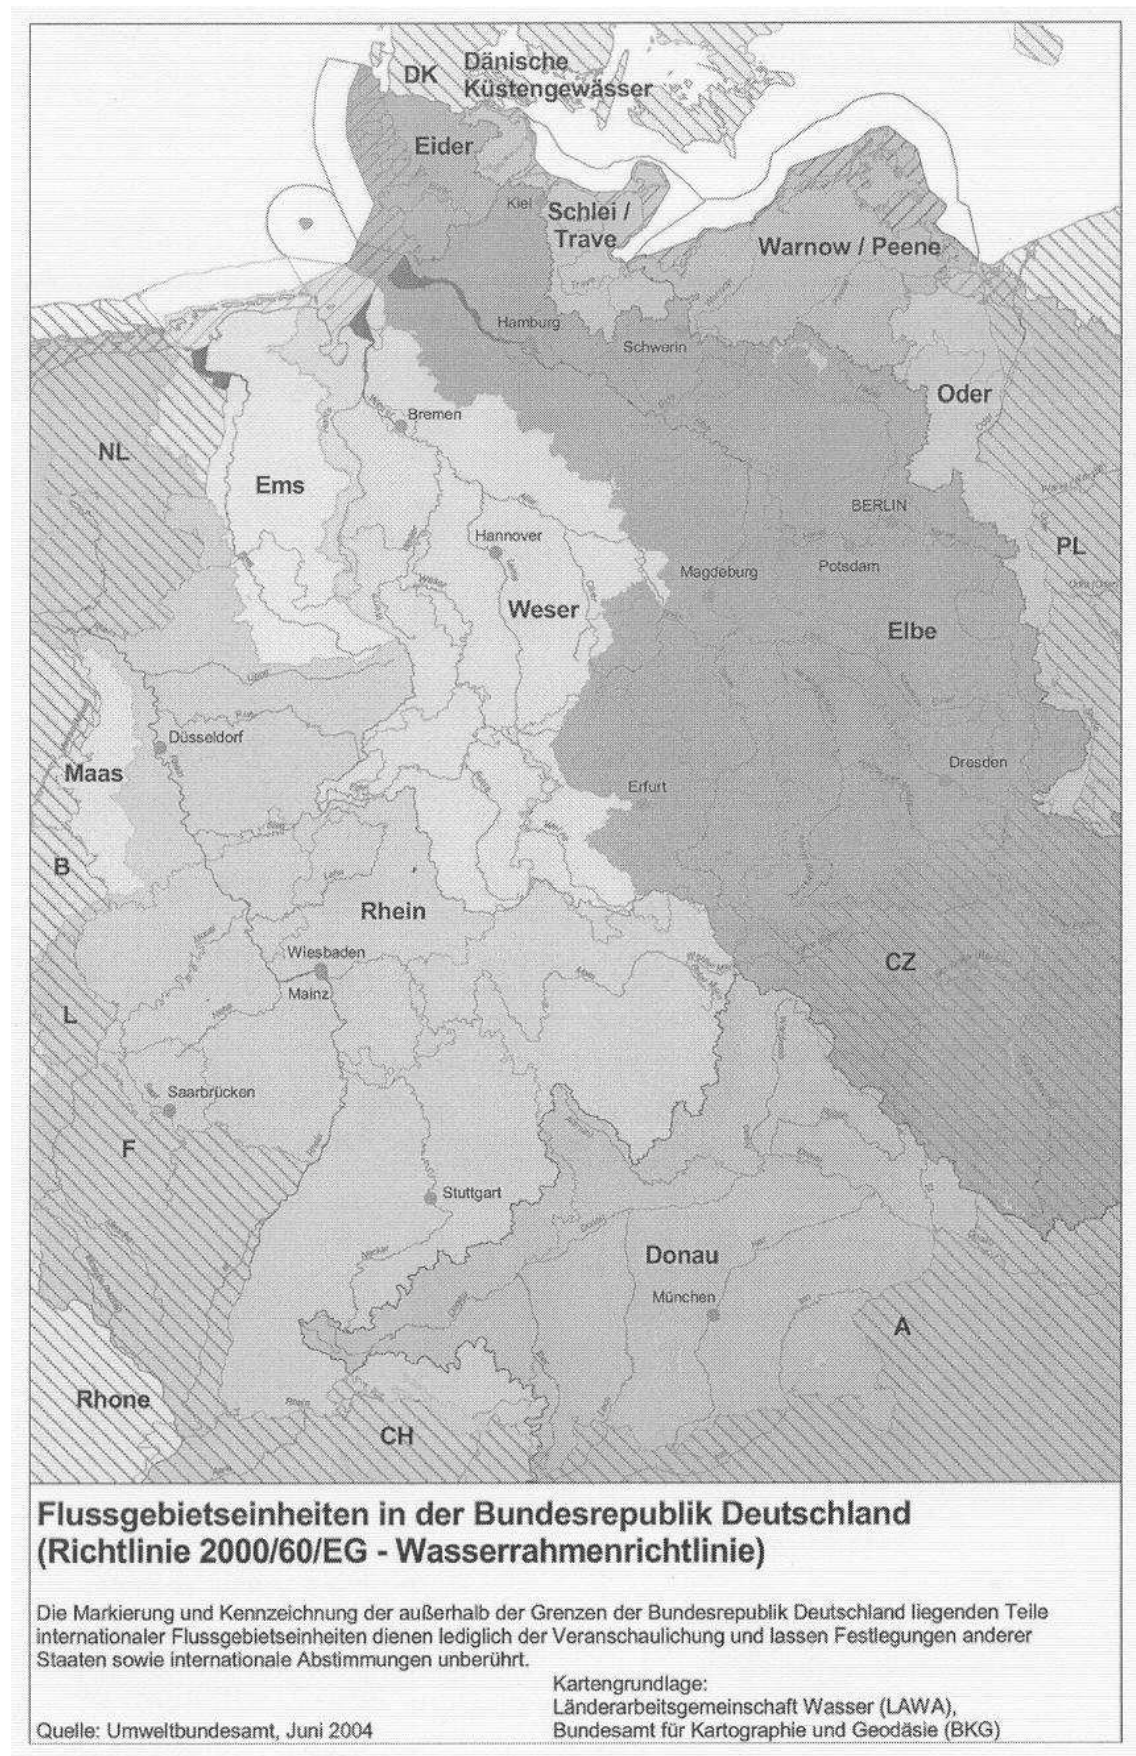 DK
Dänische
Küstengewässer
Eider
Kiel
Schlei /
Trave
Warnow / Peene
Trave
Hamburg
Schwerin
Oder
Bremen
NL
Ems
BERLIN
Hannover
PL
Magdeburg
Potsdam
Weser
Weser
Elbe
Düsseldorf
Maas
Dresden
Erfurt
B
Rhein
Wiesbaden
CZ
Mainz
L
Saarbrücken
F
Stuttgart
Donau
München
A
Rhone
CH
Flussgebietseinheiten in der Bundesrepublik Deutschland
(Richtlinie 2000/60/EG - Wasserrahmenrichtlinie)
Die Markierung und Kennzeichnung der außerhalb der Grenzen der Bundesrepublik Deutschland liegenden Teile
internationaler Flussgebietseinheiten dienen lediglich der Veranschaulichung und lassen Festlegungen anderer
Staaten sowie internationale Abstimmungen unberührt.
Kartengrundlage:
Länderarbeitsgemeinschaft Wasser (LAWA),
Quelle: Umweltbundesamt, Juni 2004
Bundesamt für Kartographie und Geodäsie (BKG)